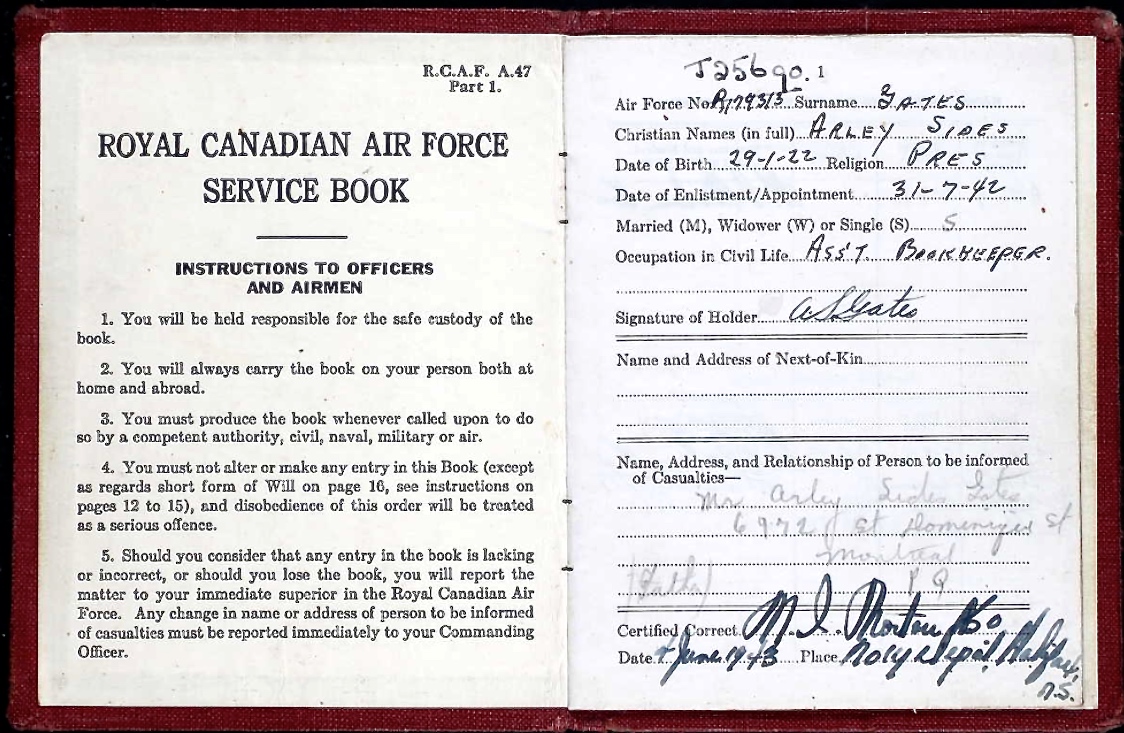 R.C.A.F. A.47
Part 1.
ROYAL CANADIAN AIR FORCE
SERVICE BOOK
INSTRUCTIONS TO OFFICERS
AND AIRMEN
1. You will be held responsible for the safe custody of the
book.
2. You will always carry the book on your person both at
home and abroad.
3. You must produce the book whenever called upon to do
so by a competent authority, civil, naval, military or air.
4. You must not alter or make any entry in this Book (except
as regards short form of Will on page 16, see instructions on
pages 12 to 15), and disobedience of this order will be treated
as a serious offence.
5. Should you consider that any entry in the book is lacking
or incorrect, or should you lose the book, you will report the
matter to your immediate superior in the Royal Canadian Air
Force. Any change in name or address of person to be informed
of casualties must be reported immediately to your Commanding
Officer.
J25690. 1
Air Force No. R/179313 Surname GATES
Christian Names (in full) ARLEY SIDES
Date of Birth 29-1-22 Religion PRES
Date of Enlistment/Appointment 31-7-42
Married (M), Widower (W) or Single (S) S
Occupation in Civil Life ASS'T. BOOKKEEPER.
Signature of Holder A S Gates
Name and Address of Next-of-Kin
Name, Address, and Relationship of Person to be informed
of Casualties—
Mr Arley Sides Gates
6972 St Dominique St
Montreal
(Father) P Q
Certified Correct M. I. Morton F/O
Date June 1943 Place Halifax,
N.S.